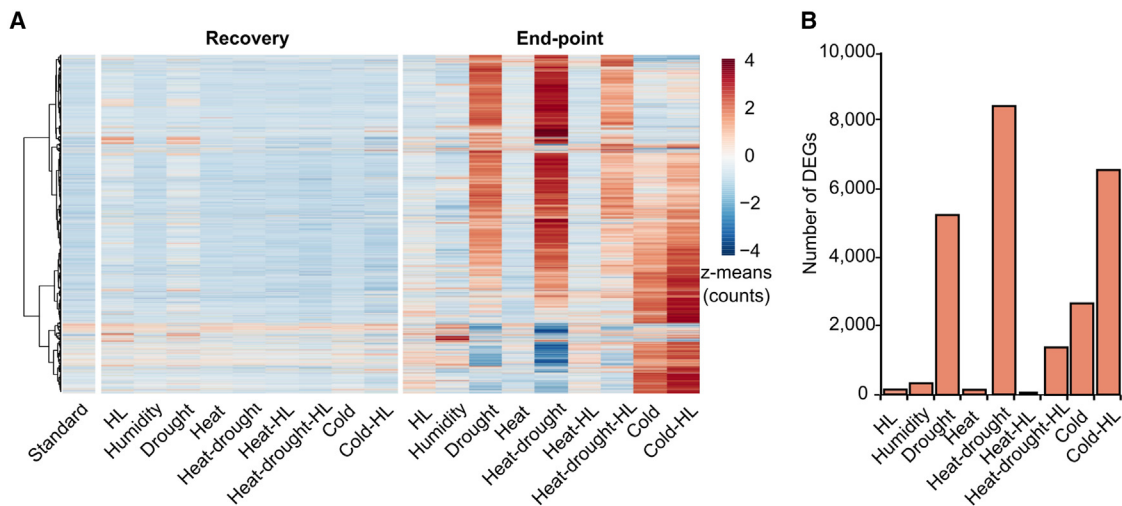 A
Recovery
End-point
4
2
0
−2
−4
z-means
(counts)
Standard
HL
Humidity
Drought
Heat
Heat-drought
Heat-HL
Heat-drought-HL
Cold
Cold-HL
HL
Humidity
Drought
Heat
Heat-drought
Heat-HL
Heat-drought-HL
Cold
Cold-HL
B
Number of DEGs
10,000
8,000
6,000
4,000
2,000
0
HL
Humidity
Drought
Heat
Heat-drought
Heat-HL
Heat-drought-HL
Cold
Cold-HL